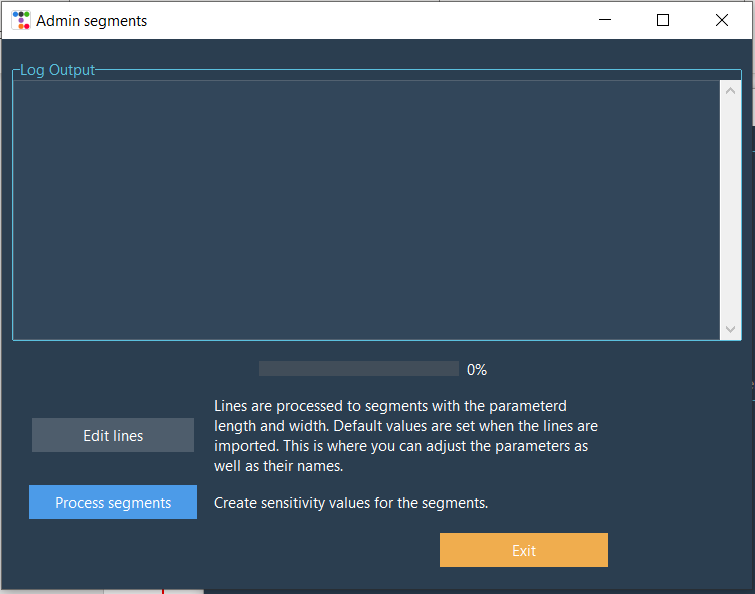 Admin segments
Log Output
0%
Lines are processed to segments with the parameterd
length and width. Default values are set when the lines are
imported. This is where you can adjust the parameters as
well as their names.
Edit lines
Process segments
Create sensitivity values for the segments.
Exit